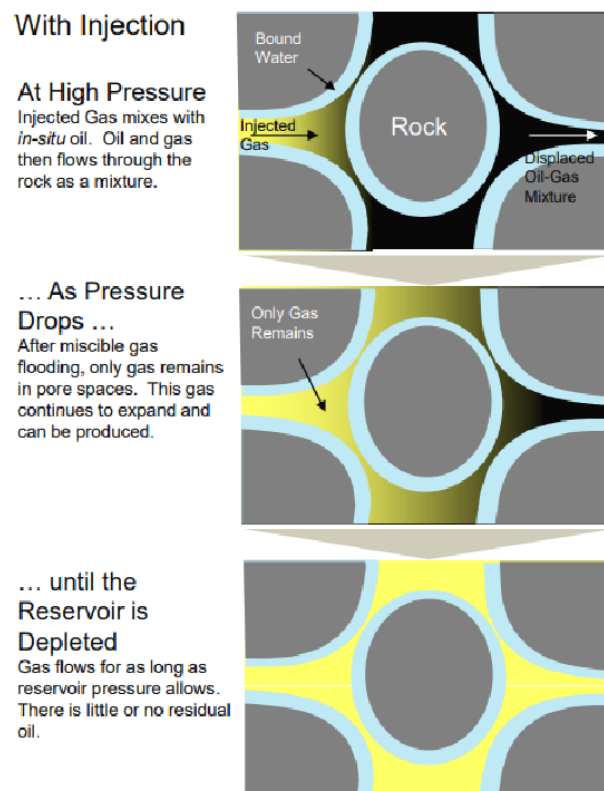 With Injection
At High Pressure
Injected Gas mixes with
in-situ oil. Oil and gas
then flows through the
rock as a mixture.
Bound
Water
Injected
Gas
Rock
Displaced
Oil-Gas
Mixture
... As Pressure
Drops ...
After miscible gas
flooding, only gas remains
in pore spaces. This gas
continues to expand and
can be produced.
Only Gas
Remains
... until the
Reservoir is
Depleted
Gas flows for as long as
reservoir pressure allows.
There is little or no residual
oil.